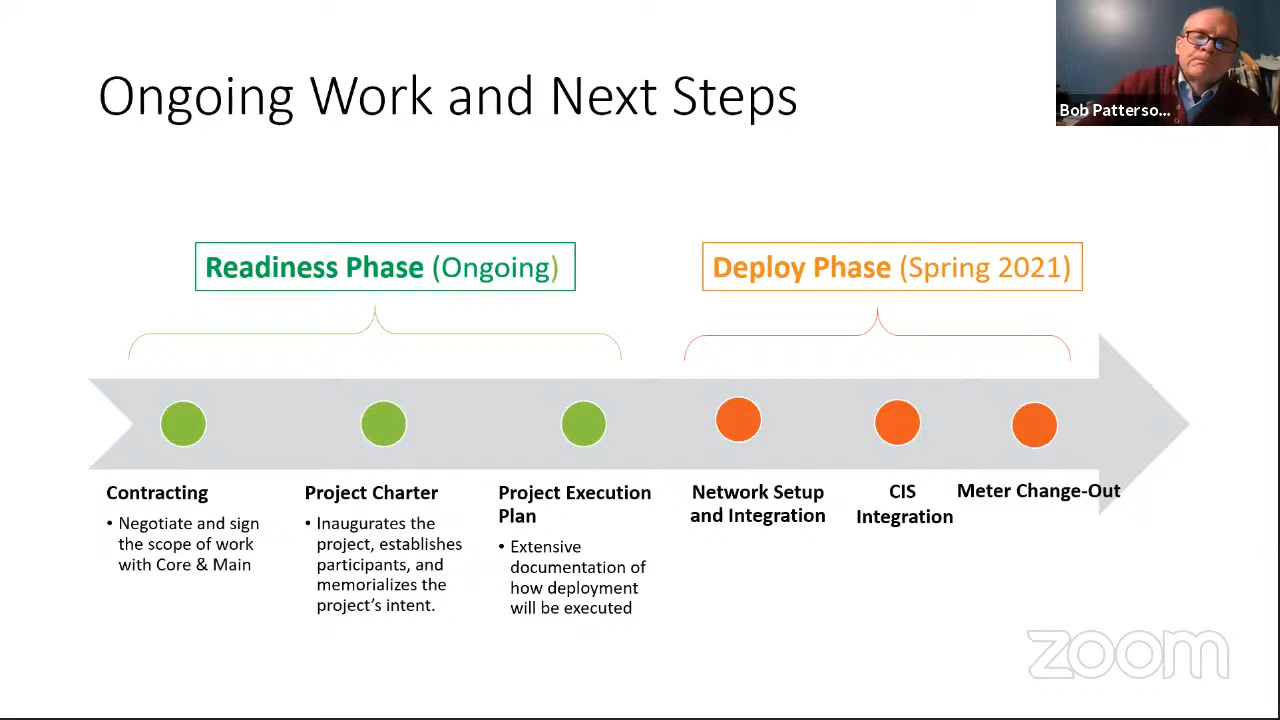 Ongoing Work and Next Steps
Bob Patterso...
Readiness Phase (Ongoing)
Deploy Phase (Spring 2021)
Contracting
• Negotiate and sign
the scope of work
with Core & Main
Project Charter
• Inaugurates the
project, establishes
participants, and
memorializes the
project's intent.
Project Execution
Plan
• Extensive
documentation of
how deployment
will be executed
Network Setup
and Integration
CIS
Integration
Meter Change-Out
zoom